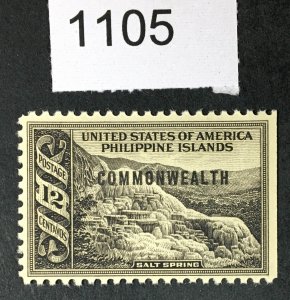 1105
UNITED STATES OF AMERICA
PHILIPPINE ISLANDS
COMMONWEALTH
POSTAGE
12
CENTAVOS
SALT SPRING